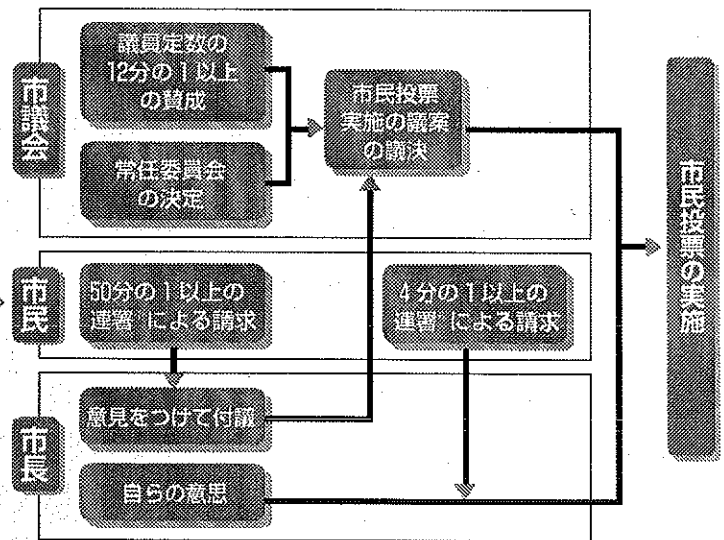 市議会
議員定数の
12分の1以上
の賛成
常任委員会
の決定
市民投票
実施の議案
の議決
市民
50分の1以上の
連署*による請求
4分の1以上の
連署*による請求
市長
意見をつけて付議
自らの意思
市民投票の実施